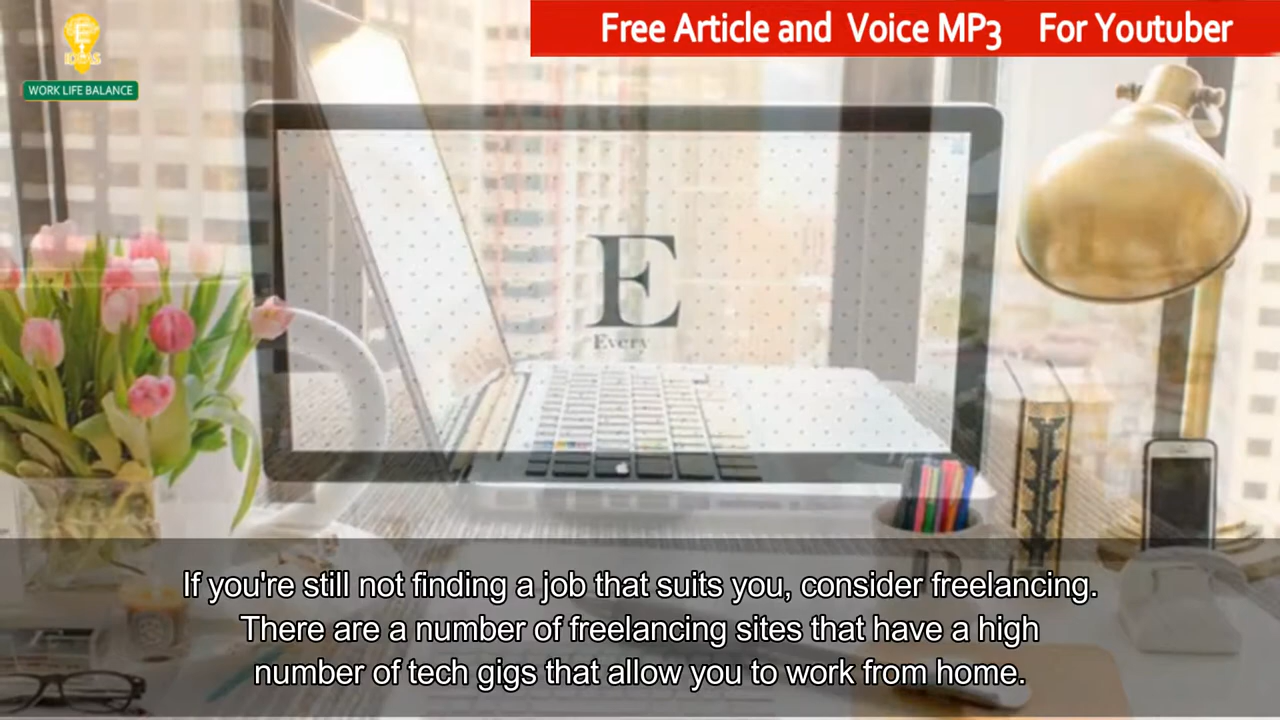 Free Article and Voice MP3 For Youtuber
E
IDEAS
WORK LIFE BALANCE
E
Every
If you're still not finding a job that suits you, consider freelancing.
There are a number of freelancing sites that have a high
number of tech gigs that allow you to work from home.